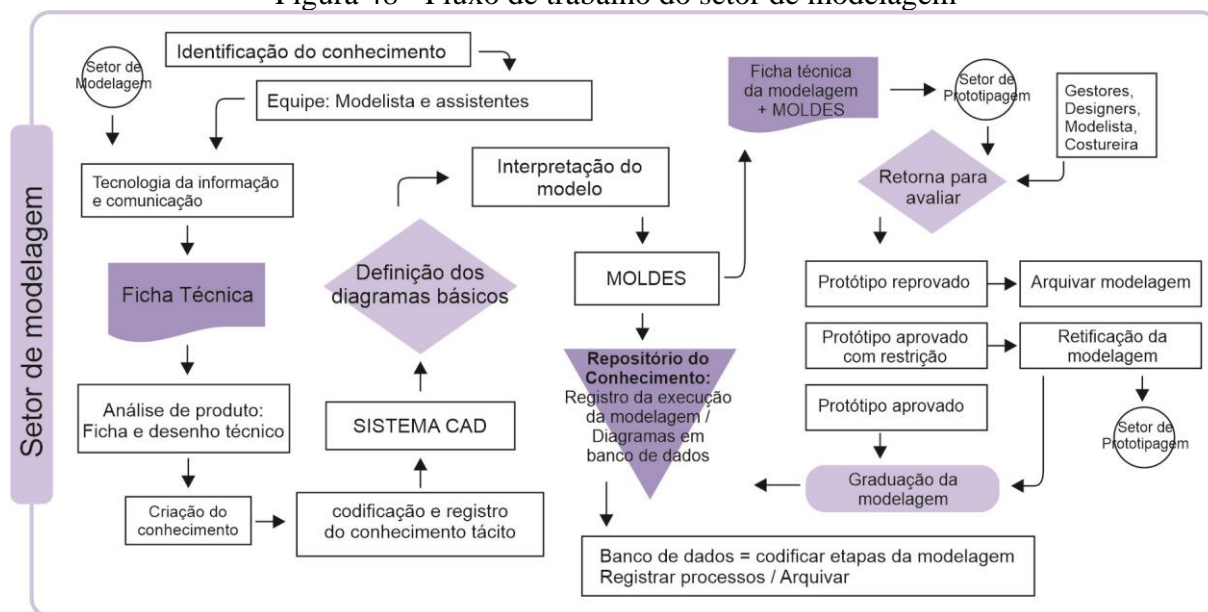 Figura 48 - Fluxo de trabalho do setor de modelagem
Setor de modelagem
Setor de
Modelagem
Identificação do conhecimento
Equipe: Modelista e assistentes
Tecnologia da informação
e comunicação
Ficha Técnica
Análise de produto:
Ficha e desenho técnico
Criação do
conhecimento
codificação e registro
do conhecimento tácito
SISTEMA CAD
Definição dos
diagramas básicos
Interpretação do
modelo
MOLDES
Repositório do
Conhecimento:
Registro da execução
da modelagem /
Diagramas em
banco de dados
Banco de dados = codificar etapas da modelagem
Registrar processos / Arquivar
Ficha técnica
da modelagem
+ MOLDES
Setor de
Prototipagem
Gestores,
Designers,
Modelista,
Costureira
Retorna para
avaliar
Protótipo reprovado
Arquivar modelagem
Protótipo aprovado
com restrição
Retificação da
modelagem
Protótipo aprovado
Setor de
Prototipagem
Graduação da
modelagem